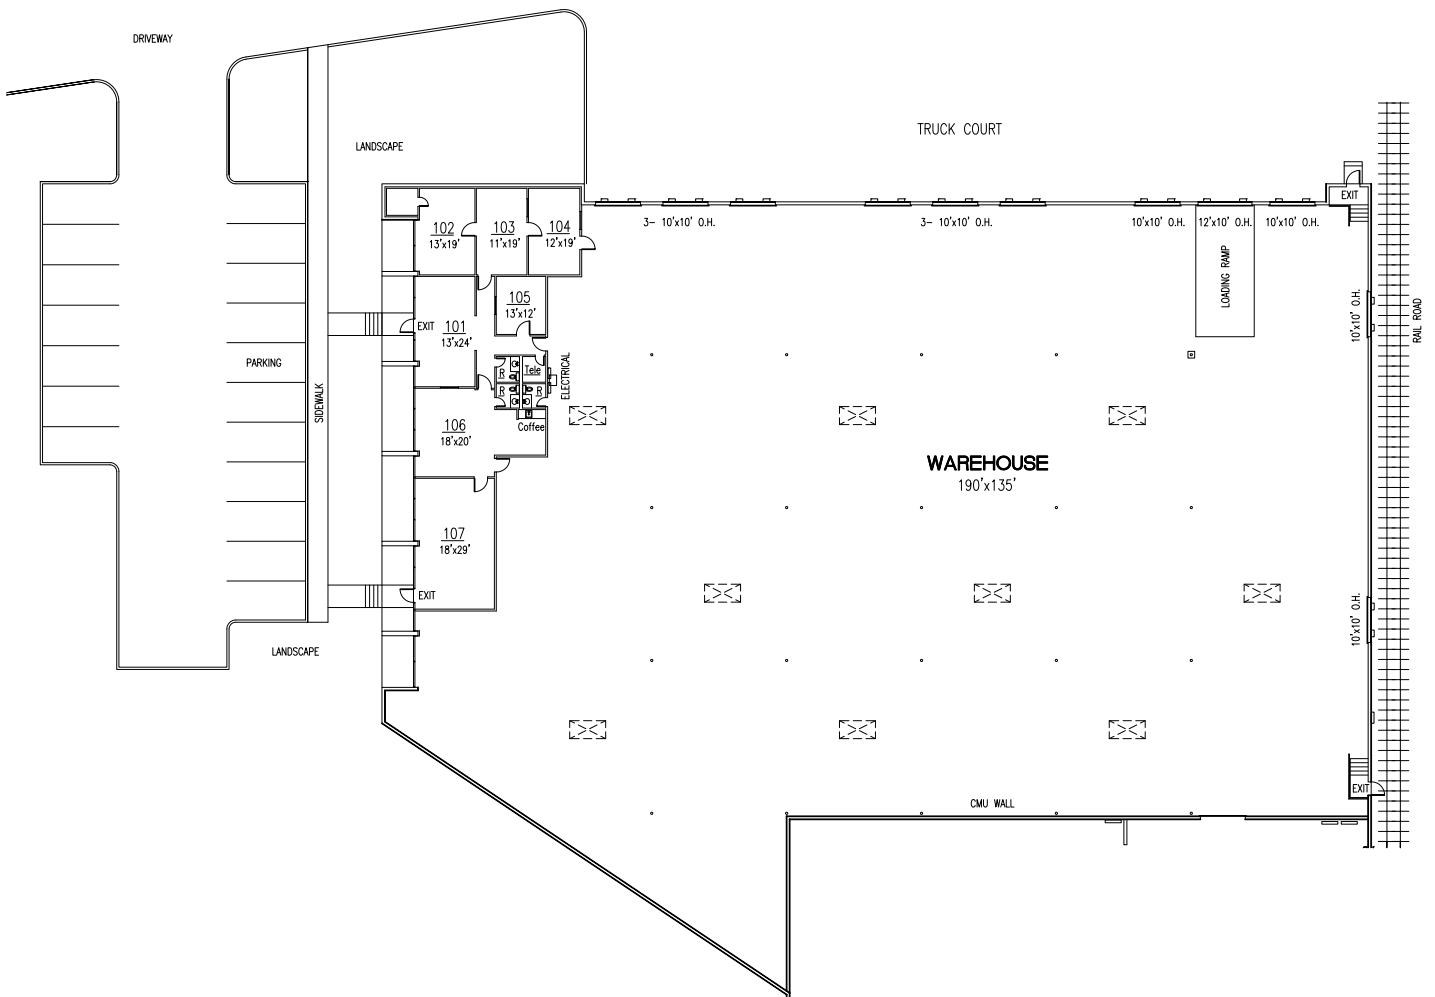 DRIVEWAY
TRUCK COURT
LANDSCAPE
EXIT
3- 10'x10' O.H.
3- 10'x10' O.H.
10'x10' O.H.
12'x10' O.H.
10'x10' O.H.
102
13'x19'
103
11'x19'
104
12'x19'
LOADING RAMP
105
13'x12'
EXIT
101
13'x24'
10'x10' O.H.
RAIL ROAD
PARKING
SIDEWALK
R
Tele
ELECTRICAL
R
R
Coffee
106
18'x20'
WAREHOUSE
190'x135'
107
18'x29'
EXIT
10'x10' O.H.
LANDSCAPE
EXIT
CMU WALL